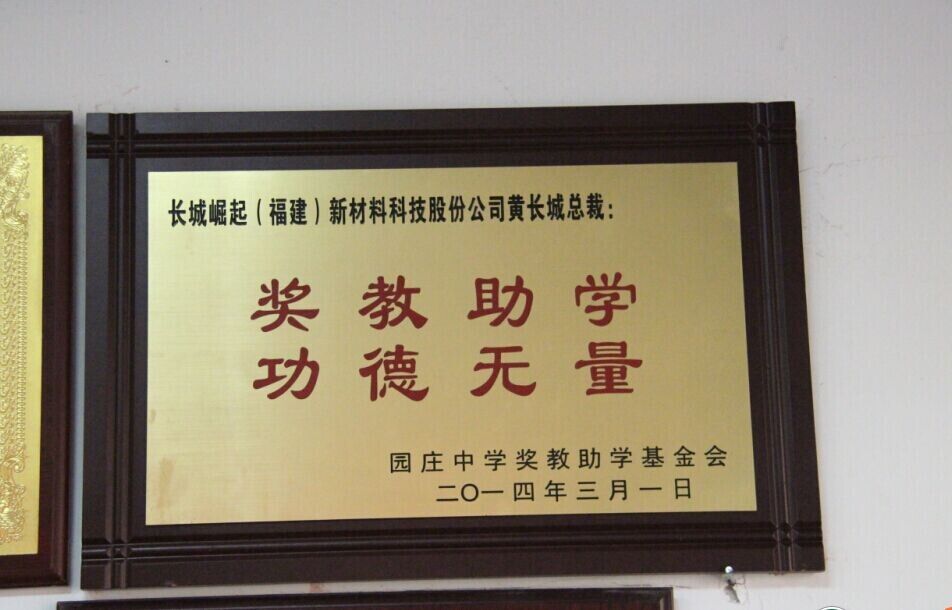 长城崛起（福建）新材料科技股份公司黄长城总裁：
奖教助学
功德无量
园庄中学奖教助学基金会
二〇一四年三月一日